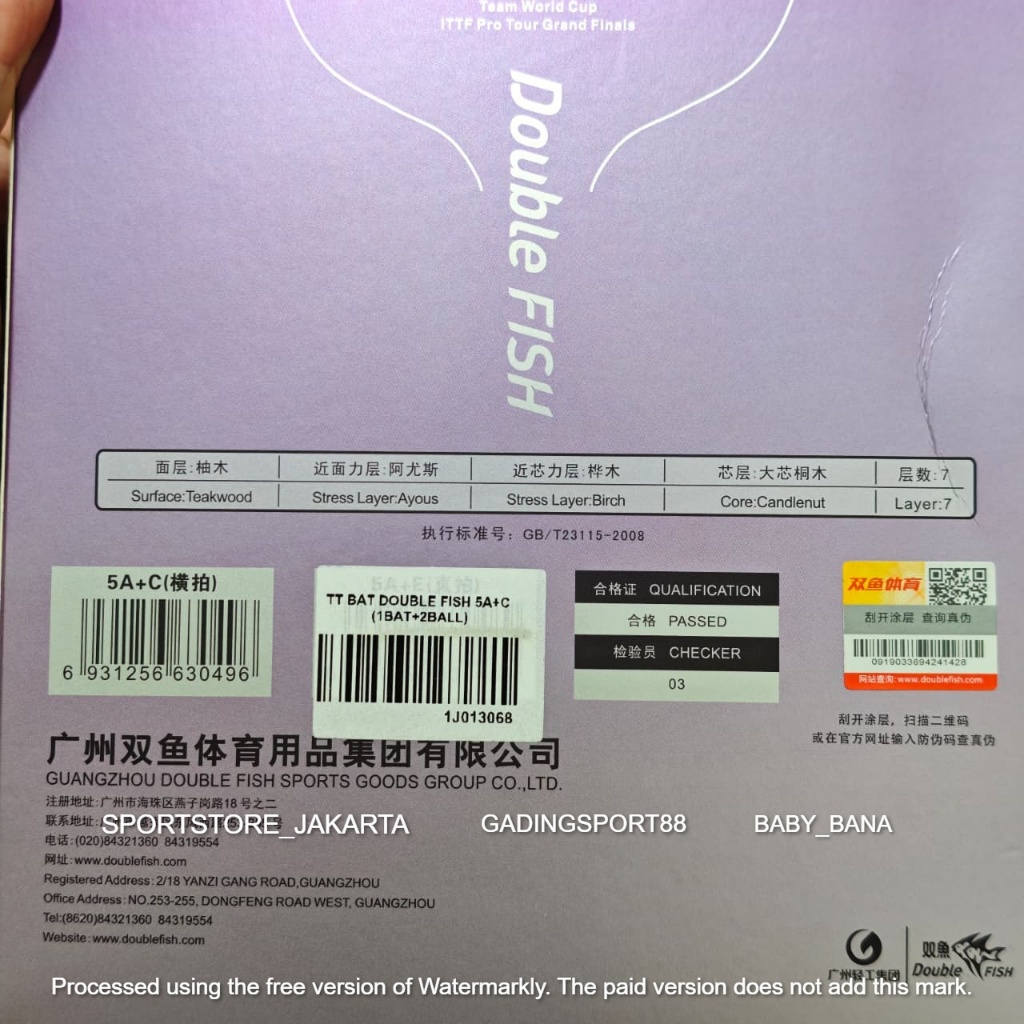 Team World Cup
ITTF Pro Tour Grand Finals
Double FISH
面层:柚木 近面力层:阿尤斯 近芯力层:桦木 芯层:大芯桐木 层数:7
Surface:Teakwood Stress Layer:Ayous Stress Layer:Birch Core:Candlenut Layer:7
执行标准号: GB/T23115-2008
5A+C(横拍)
6 931256 630496
TT BAT DOUBLE FISH 5A+C
(1BAT+2BALL)
1J013068
合格证 QUALIFICATION
合格 PASSED
检验员 CHECKER
03
双鱼体育
刮开涂层 查询真伪
0919033694241428
网站查询: www.doublefish.com
刮开涂层, 扫描二维码
或在官方网址输入防伪码查真伪
广州双鱼体育用品集团有限公司
GUANGZHOU DOUBLE FISH SPORTS GOODS GROUP CO.,LTD.
注册地址:广州市海珠区燕子岗路18号之二
联系地址:
SPORTSTORE_JAKARTA GADINGSPORT88 BABY_BANA
电话:(020)84321360 84319554
网址:www.doublefish.com
Registered Address:2/18 YANZI GANG ROAD,GUANGZHOU
Office Address:NO.253-255, DONGFENG ROAD WEST, GUANGZHOU
Tel:(8620)84321360 84319554
Website:www.doublefish.com
广州轻工集团
双魚
Double FISH
Processed using the free version of Watermarkly. The paid version does not add this mark.